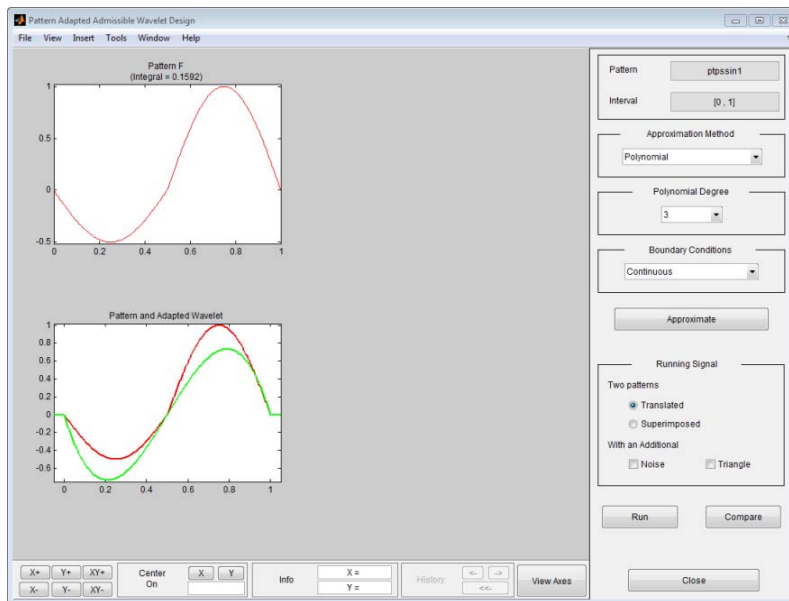 Pattern Adapted Admissible Wavelet Design
File View Insert Tools Window Help
Pattern F
(Integral = 0.1592)
1
0.5
0
-0.5
0 0.2 0.4 0.6 0.8 1
Pattern and Adapted Wavelet
1
0.8
0.6
0.4
0.2
0
-0.2
-0.4
-0.6
0 0.2 0.4 0.6 0.8 1
Pattern ptpssin1
Interval [0 , 1]
Approximation Method
Polynomial
Polynomial Degree
3
Boundary Conditions
Continuous
Approximate
Running Signal
Two patterns
Translated
Superimposed
With an Additional
Noise Triangle
Run Compare
Close
X+ Y+ XY+
X- Y- XY-
Center
On
X Y
Info
X =
Y =
History
<- ->
<<-
View Axes